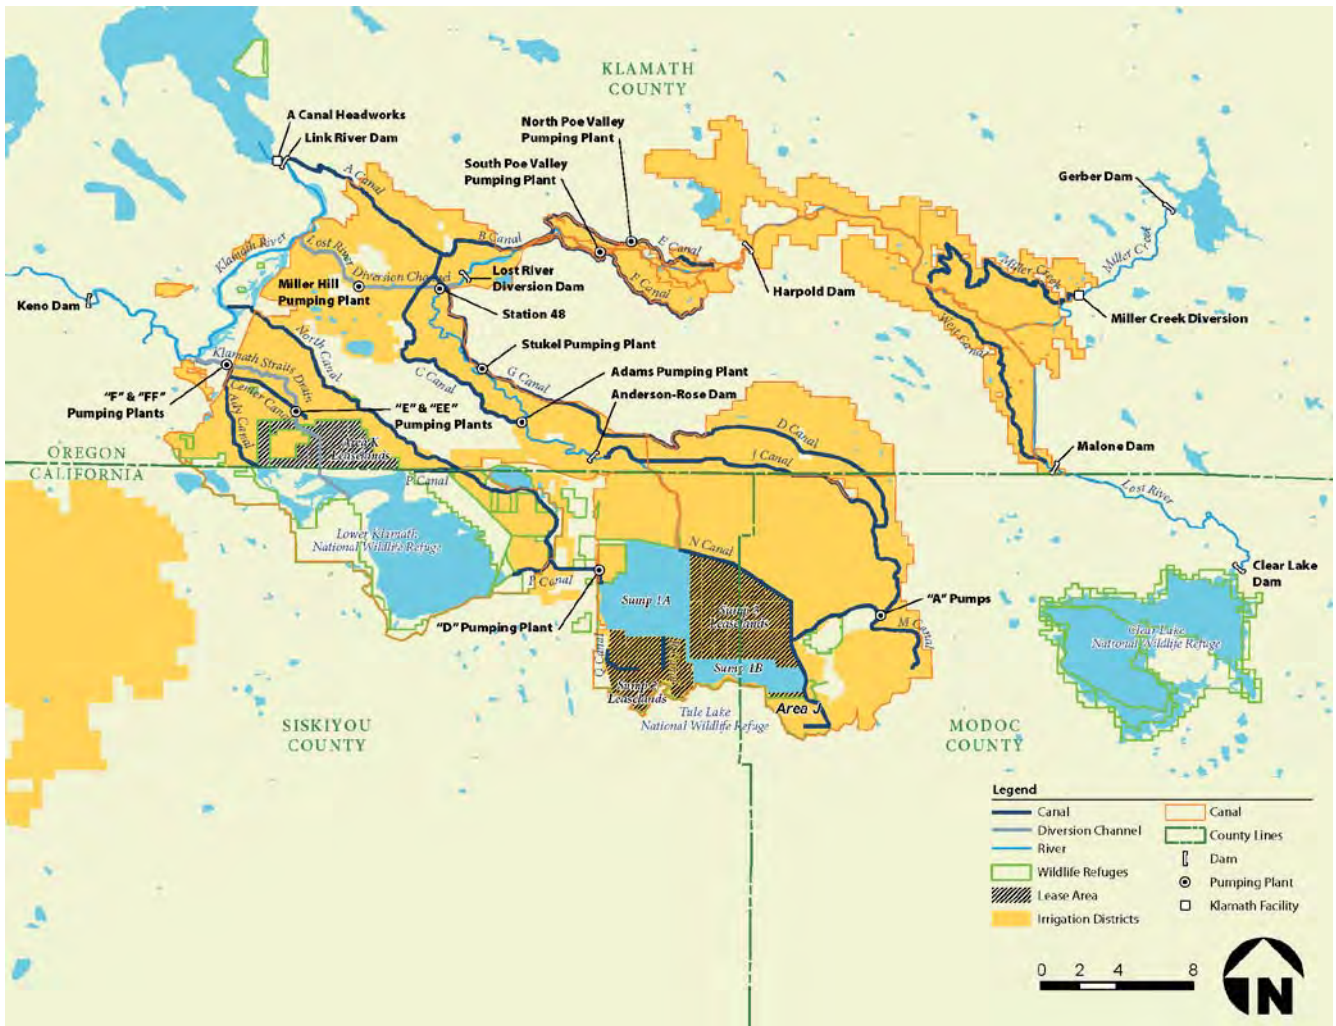 KLAMATH
COUNTY
A Canal Headworks
Link River Dam
North Poe Valley
Pumping Plant
South Poe Valley
Pumping Plant
Gerber Dam
A Canal
B Canal
E Canal
F Canal
Klamath River
Lost River
Diversion Channel
Miller Creek
Miller Creek
Lost River
Diversion Dam
Miller Hill
Pumping Plant
Keno Dam
Station 48
Harpold Dam
Miller Creek Diversion
North Canal
West Canal
Stukel Pumping Plant
Adams Pumping Plant
Anderson-Rose Dam
Klamath Straits Drain
Center Canal
Ady Canal
C Canal
G Canal
"F" & "FF"
Pumping Plants
"E" & "EE"
Pumping Plants
D Canal
J Canal
Malone Dam
OREGON
CALIFORNIA
Area K
Leaselands
P Canal
Lost River
Lower Klamath
National Wildlife Refuge
N Canal
P Canal
Clear Lake
Dam
Sump 1A
Sump 3
Leaselands
"A" Pumps
M Canal
"D" Pumping Plant
Q Canal
Clear Lake
National Wildlife Refuge
Sump 1B
Sump 2
Leaselands
Area J
Tule Lake
National Wildlife Refuge
SISKIYOU
COUNTY
MODOC
COUNTY
Legend
Canal
Diversion Channel
River
Wildlife Refuges
Lease Area
Irrigation Districts
Canal
County Lines
Dam
Pumping Plant
Klamath Facility
0 2 4 8
N